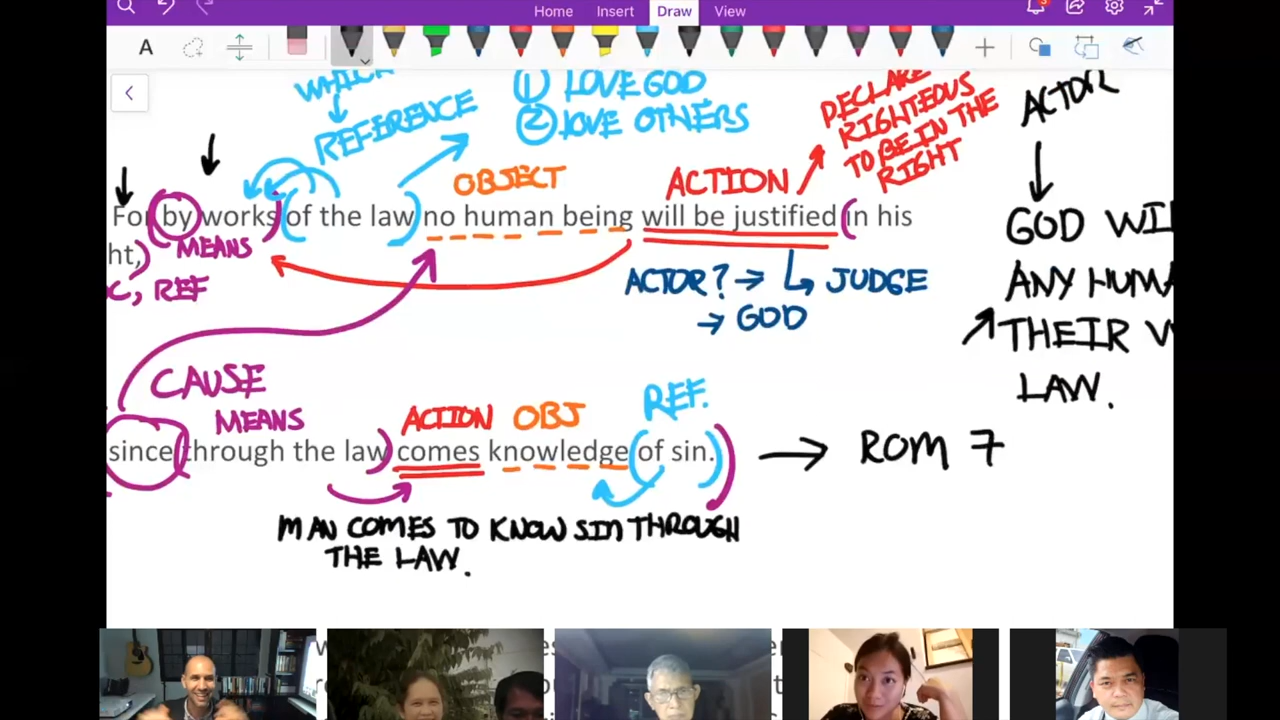 Home Insert Draw View
A
WHICH
REFERENCE
① LOVE GOD
② LOVE OTHERS
DECLARE
RIGHTEOUS
TO BE IN THE
RIGHT
ACTOR
OBJECT
ACTION
For by works of the law no human being will be justified in his
ht,
MEANS
C, REF
ACTOR? → JUDGE
→ GOD
GOD WI
ANY HUMA
THEIR W
LAW.
CAUSE
MEANS
ACTION OBJ REF.
since through the law comes knowledge of sin.
→ ROM 7
MAN COMES TO KNOW SIN THROUGH
THE LAW.